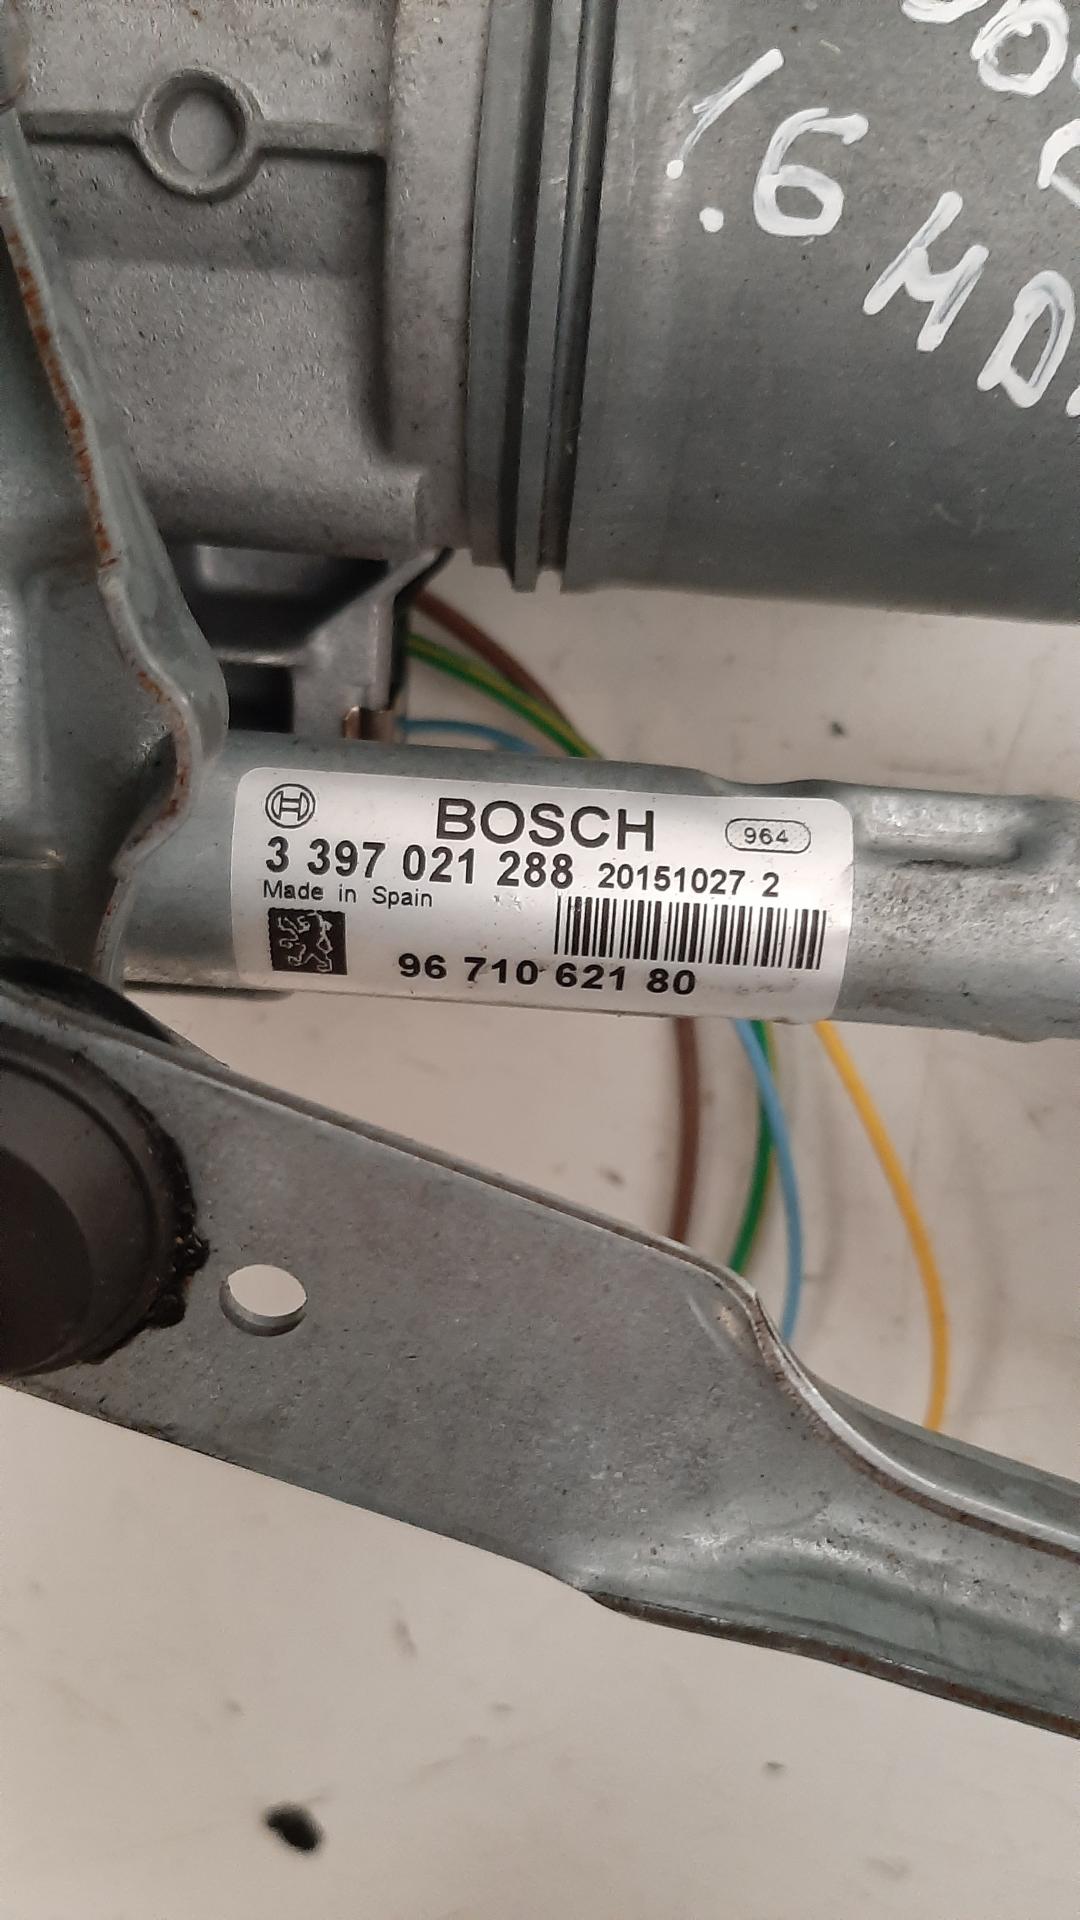 1.6 HD
BOSCH 964
3 397 021 288 20151027 2
Made in Spain
96 710 621 80